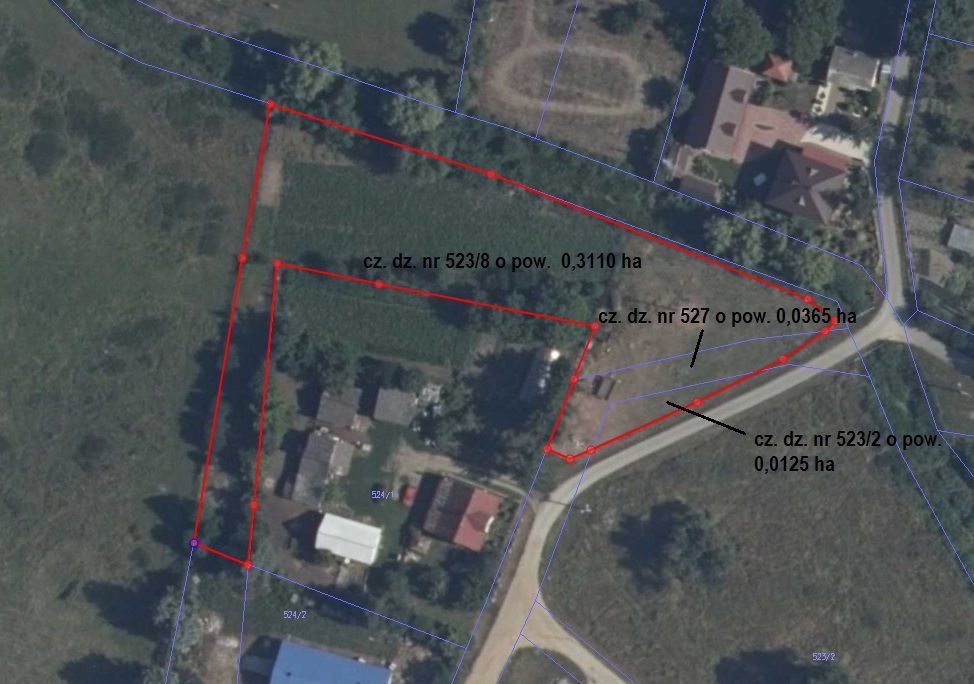 cz. dz. nr 523/8 o pow.  0,3110 ha
cz. dz. nr 527 o pow. 0,0365 ha
cz. dz. nr 523/2 o pow.
0,0125 ha
524/1
524/2
523/2